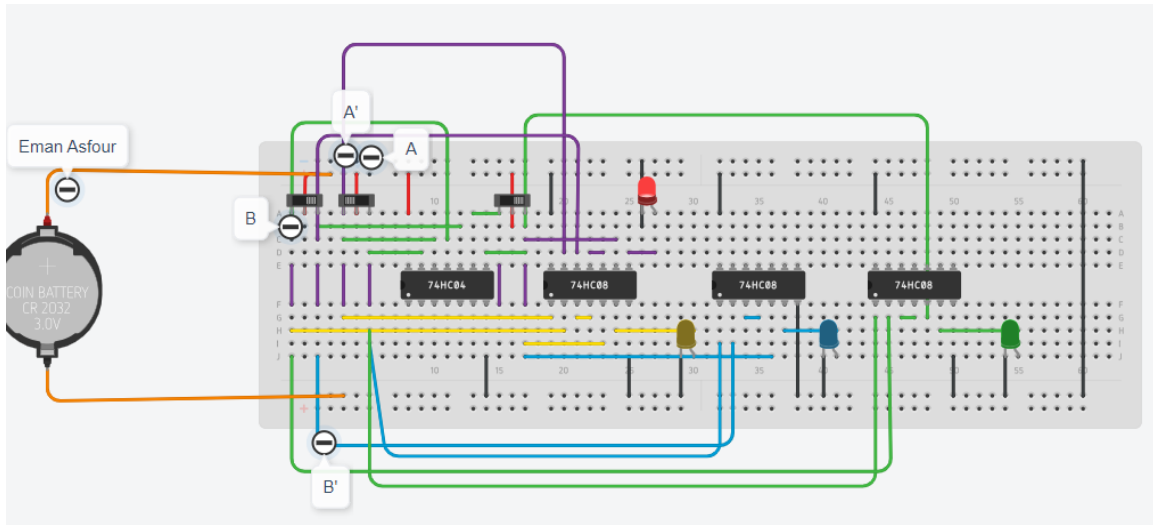 A'
A
Eman Asfour
B
10 15 20 25 30 35 40 45 50 55 60
A A
B B
C C
D D
E E
COIN BATTERY
CR 2032
3.0V
74HC04
74HC08
74HC08
74HC08
F F
G G
H H
I I
J J
10 15 20 25 30 35 40 45 50 55 60
B'